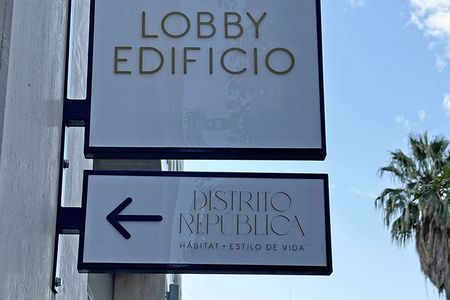 LOBBY
EDIFICIO
DISTRITO
REPÚBLICA
HÁBITAT • ESTILO DE VIDA